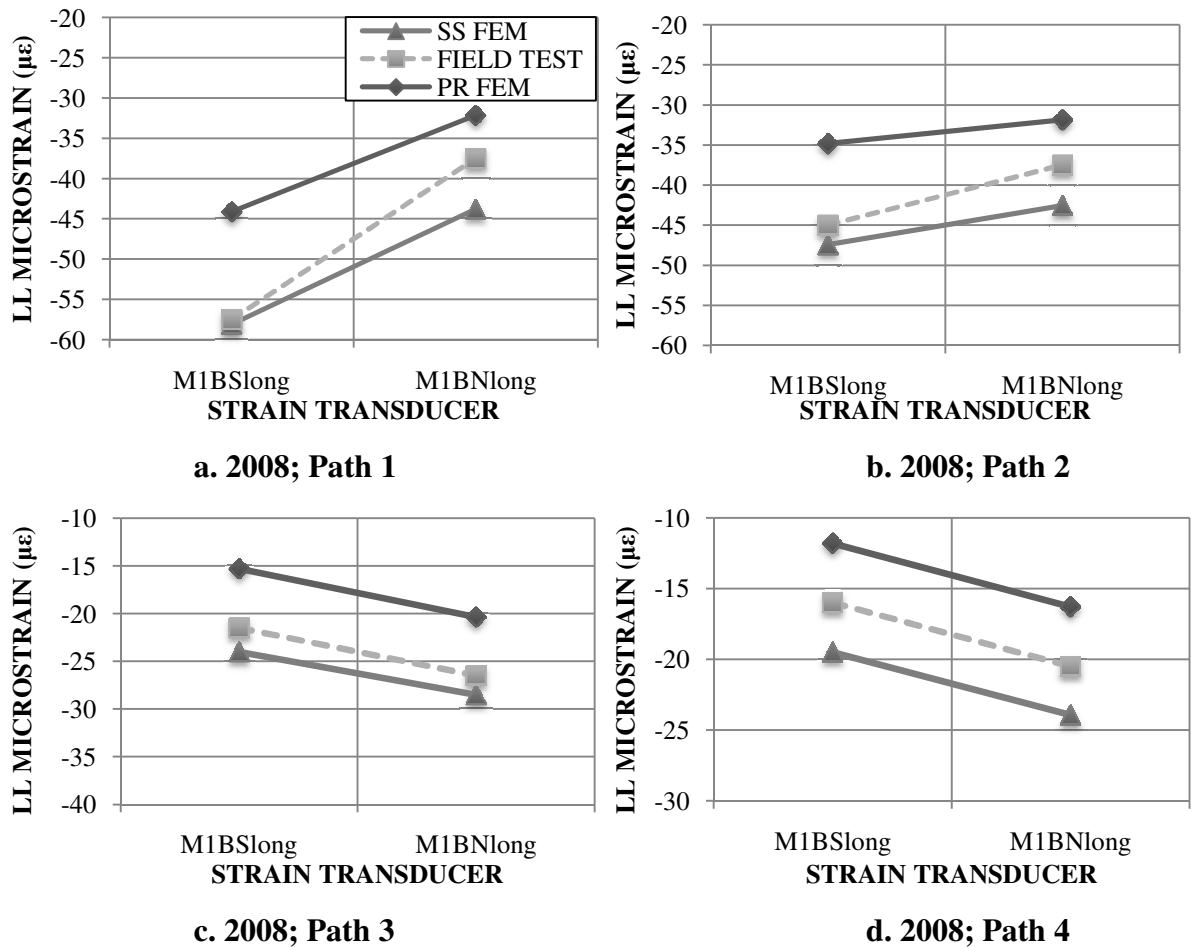 LL MICROSTRAIN (µε)
-20
-25
-30
-35
-40
-45
-50
-55
-60
SS FEM
FIELD TEST
PR FEM
M1BSlong M1BNlong
STRAIN TRANSDUCER
a. 2008; Path 1
LL MICROSTRAIN (µε)
-20
-25
-30
-35
-40
-45
-50
-55
-60
M1BSlong M1BNlong
STRAIN TRANSDUCER
b. 2008; Path 2
LL MICROSTRAIN (µε)
-10
-15
-20
-25
-30
-35
-40
M1BSlong M1BNlong
STRAIN TRANSDUCER
c. 2008; Path 3
LL MICROSTRAIN (µε)
-10
-15
-20
-25
-30
M1BSlong M1BNlong
STRAIN TRANSDUCER
d. 2008; Path 4